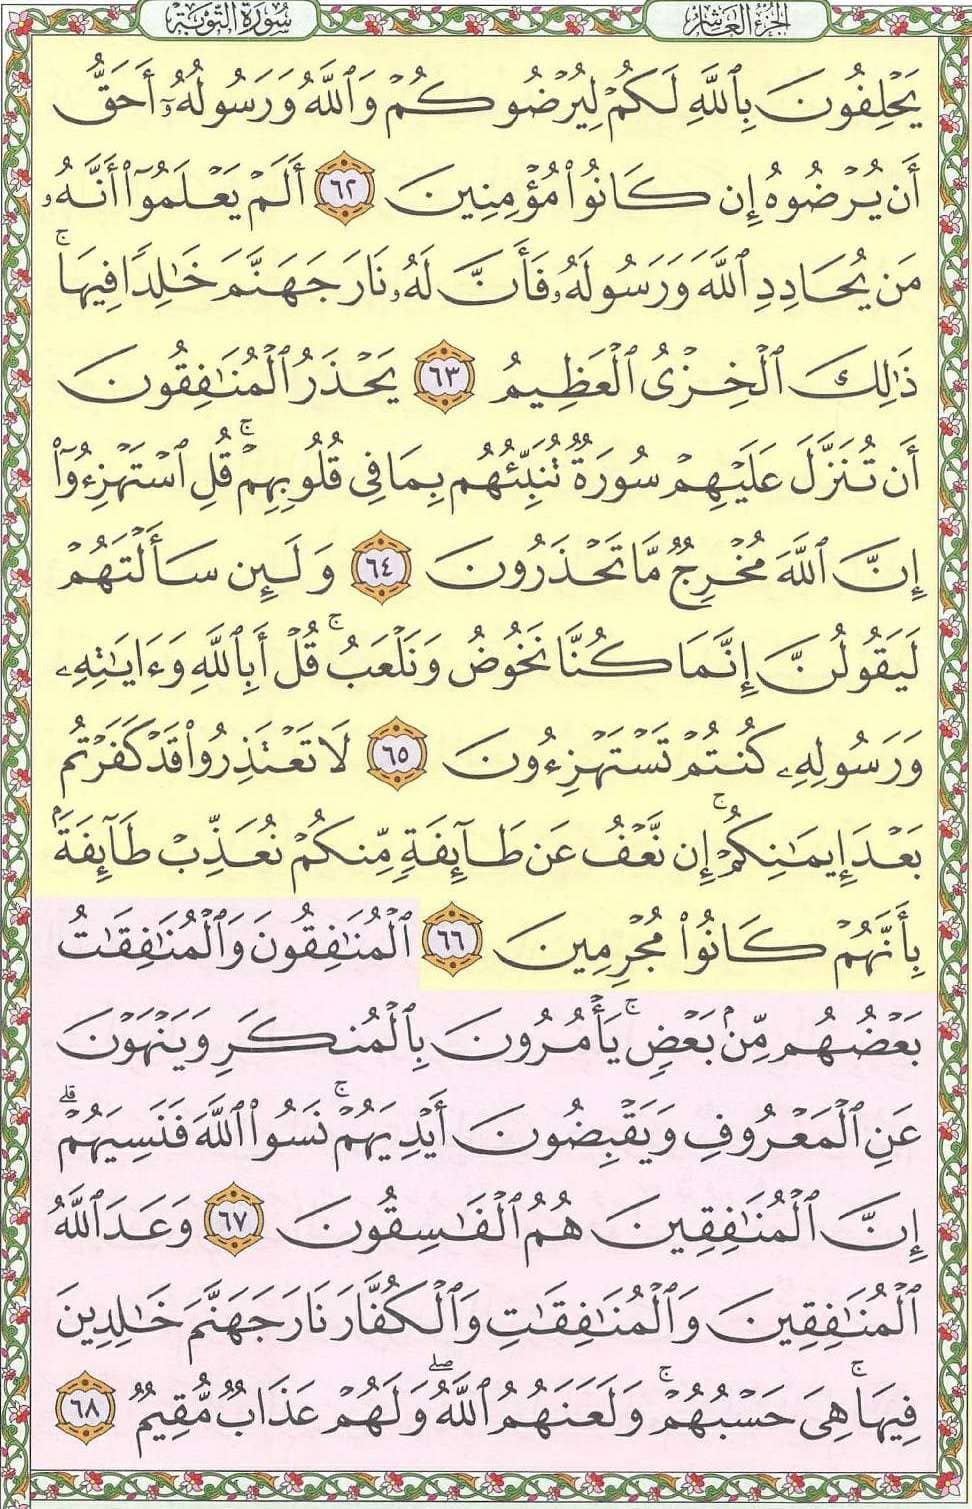 الجزء العاشر
سورة التوبة
يَحْلِفُونَ بِٱللَّهِ لَكُمْ لِيُرْضُوكُمْ وَٱللَّهُ وَرَسُولُهُۥٓ أَحَقُّ
أَن يُرْضُوهُ إِن كَانُوا۟ مُؤْمِنِينَ ٦٢ أَلَمْ يَعْلَمُوٓا۟ أَنَّهُۥ
مَن يُحَادِدِ ٱللَّهَ وَرَسُولَهُۥ فَأَنَّ لَهُۥ نَارَ جَهَنَّمَ خَٰلِدًا فِيهَا ۚ
ذَٰلِكَ ٱلْخِزْىُ ٱلْعَظِيمُ ٦٣ يَحْذَرُ ٱلْمُنَٰفِقُونَ
أَن تُنَزَّلَ عَلَيْهِمْ سُورَةٌ تُنَبِّئُهُم بِمَا فِى قُلُوبِهِمْ ۚ قُلِ ٱسْتَهْزِءُوٓا۟
إِنَّ ٱللَّهَ مُخْرِجٌ مَّا تَحْذَرُونَ ٦٤ وَلَئِن سَأَلْتَهُمْ
لَيَقُولُنَّ إِنَّمَا كُنَّا نَخُوضُ وَنَلْعَبُ ۚ قُلْ أَبِٱللَّهِ وَءَايَٰتِهِۦ
وَرَسُولِهِۦ كُنتُمْ تَسْتَهْزِءُونَ ٦٥ لَا تَعْتَذِرُوا۟ قَدْ كَفَرْتُم
بَعْدَ إِيمَٰنِكُمْ ۚ إِن نَّعْفُ عَن طَآئِفَةٍ مِّنكُمْ نُعَذِّبْ طَآئِفَةًۢ
بِأَنَّهُمْ كَانُوا۟ مُجْرِمِينَ ٦٦ ٱلْمُنَٰفِقُونَ وَٱلْمُنَٰفِقَٰتُ
بَعْضُهُم مِّنۢ بَعْضٍ ۚ يَأْمُرُونَ بِٱلْمُنكَرِ وَيَنْهَوْنَ
عَنِ ٱلْمَعْرُوفِ وَيَقْبِضُونَ أَيْدِيَهُمْ ۚ نَسُوا۟ ٱللَّهَ فَنَسِيَهُمْ ۗ
إِنَّ ٱلْمُنَٰفِقِينَ هُمُ ٱلْفَٰسِقُونَ ٦٧ وَعَدَ ٱللَّهُ
ٱلْمُنَٰفِقِينَ وَٱلْمُنَٰفِقَٰتِ وَٱلْكُفَّارَ نَارَ جَهَنَّمَ خَٰلِدِينَ
فِيهَا ۚ هِىَ حَسْبُهُمْ ۚ وَلَعَنَهُمُ ٱللَّهُ ۖ وَلَهُمْ عَذَابٌ مُّقِيمٌ ٦٨